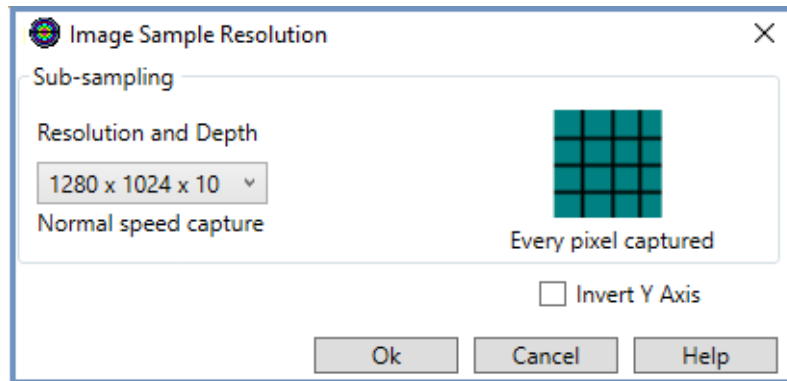 Image Sample Resolution
Sub-sampling
Resolution and Depth
1280 x 1024 x 10
Normal speed capture
Every pixel captured
Invert Y Axis
Ok Cancel Help